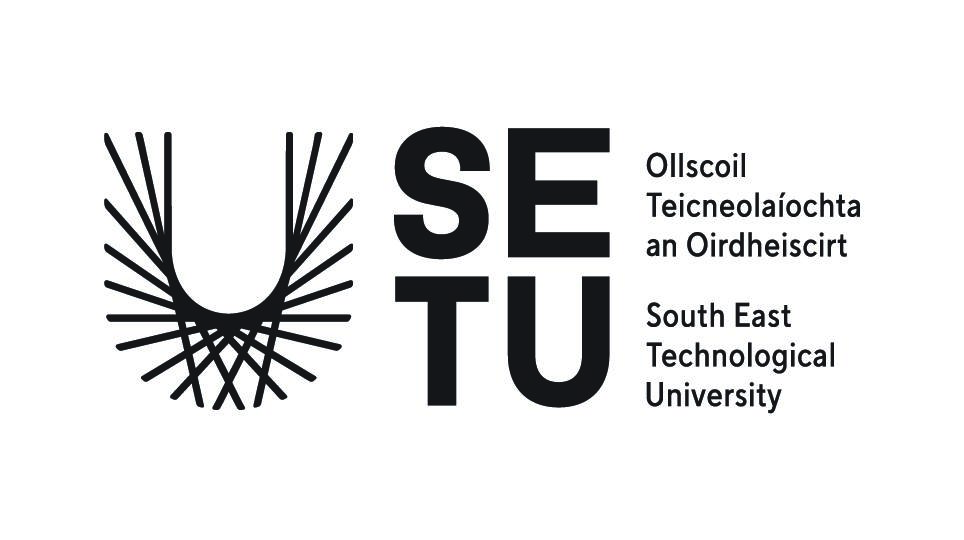 SE
TU
Ollscoil
Teicneolaíochta
an Oirdheiscirt
South East
Technological
University